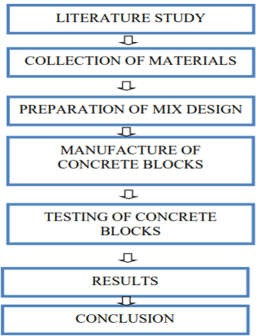 LITERATURE STUDY
COLLECTION OF MATERIALS
PREPARATION OF MIX DESIGN
MANUFACTURE OF
CONCRETE BLOCKS
TESTING OF CONCRETE
BLOCKS
RESULTS
CONCLUSION